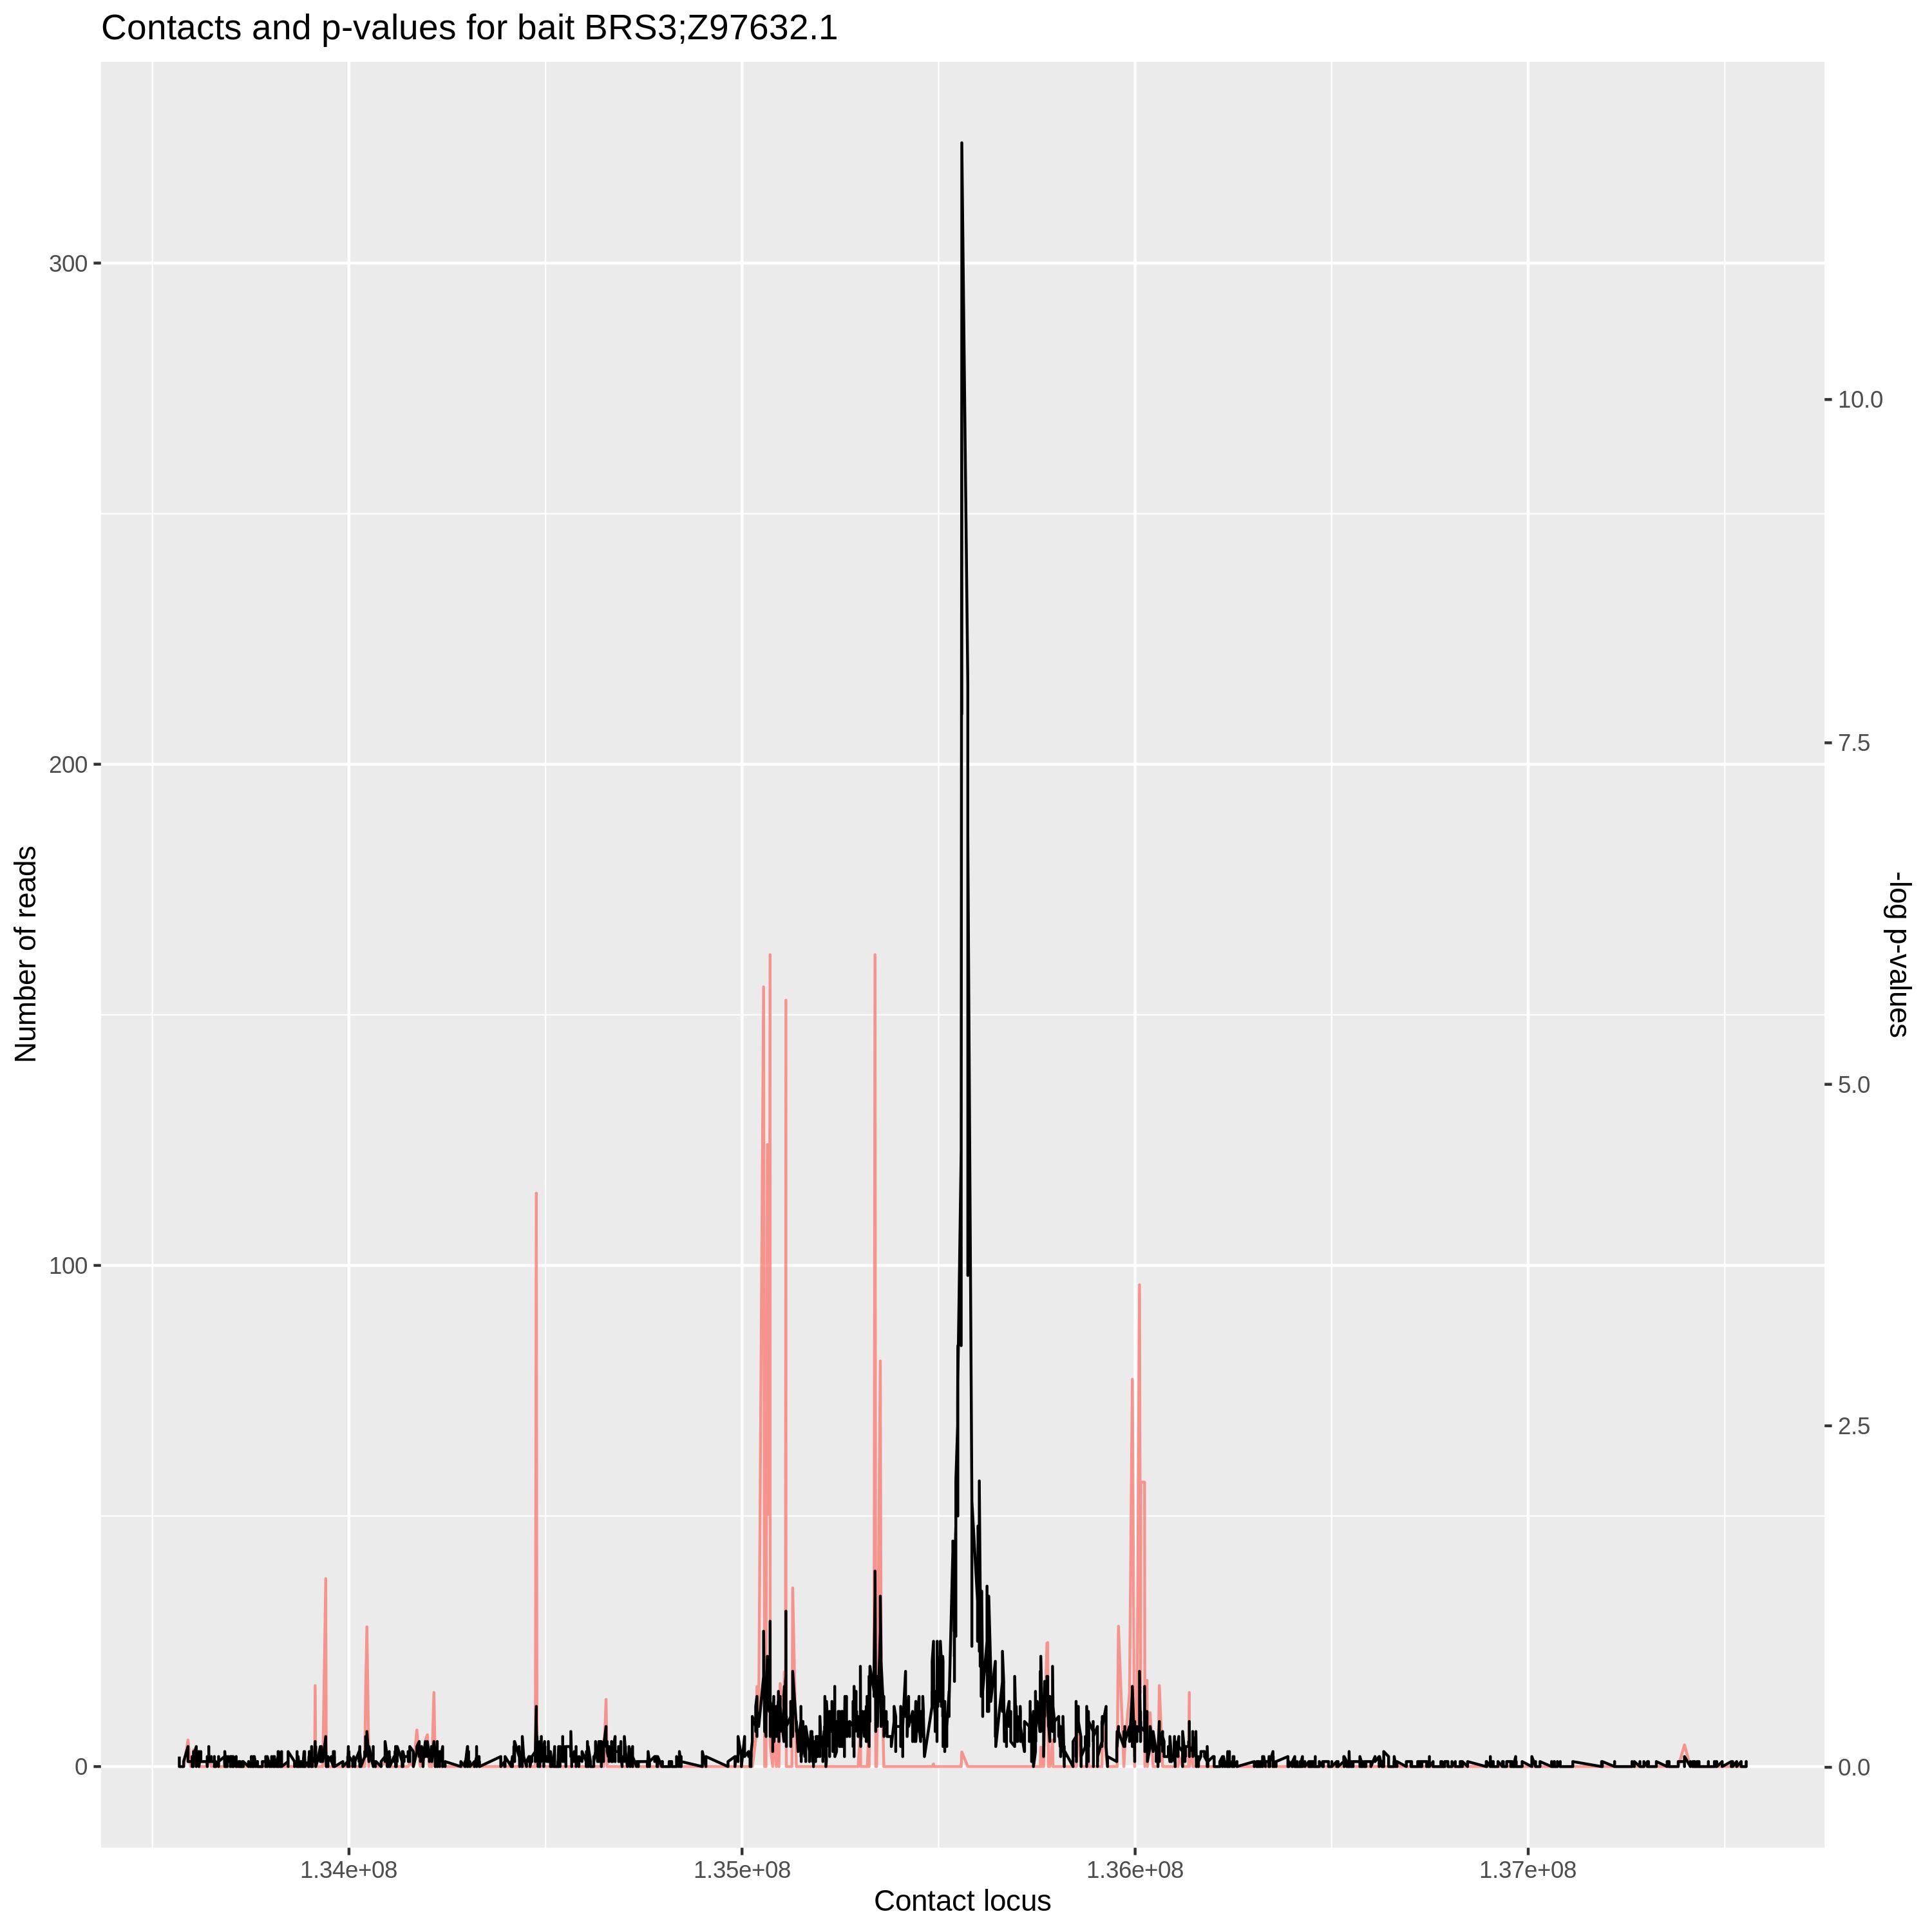 Contacts and p-values for bait BRS3;Z97632.1
300
200
100
0
10.0
7.5
5.0
2.5
0.0
Number of reads
-log p-values
1.34e+08
1.35e+08
1.36e+08
1.37e+08
Contact locus